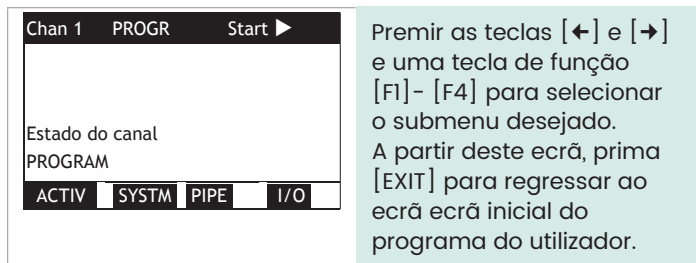 Chan 1 PROGR Start ▶
Estado do canal
PROGRAM
ACTIV SYSTM PIPE I/O
Premir as teclas [←] e [→]
e uma tecla de função
[F1]- [F4] para selecionar
o submenu desejado.
A partir deste ecrã, prima
[EXIT] para regressar ao
ecrã ecrã inicial do
programa do utilizador.